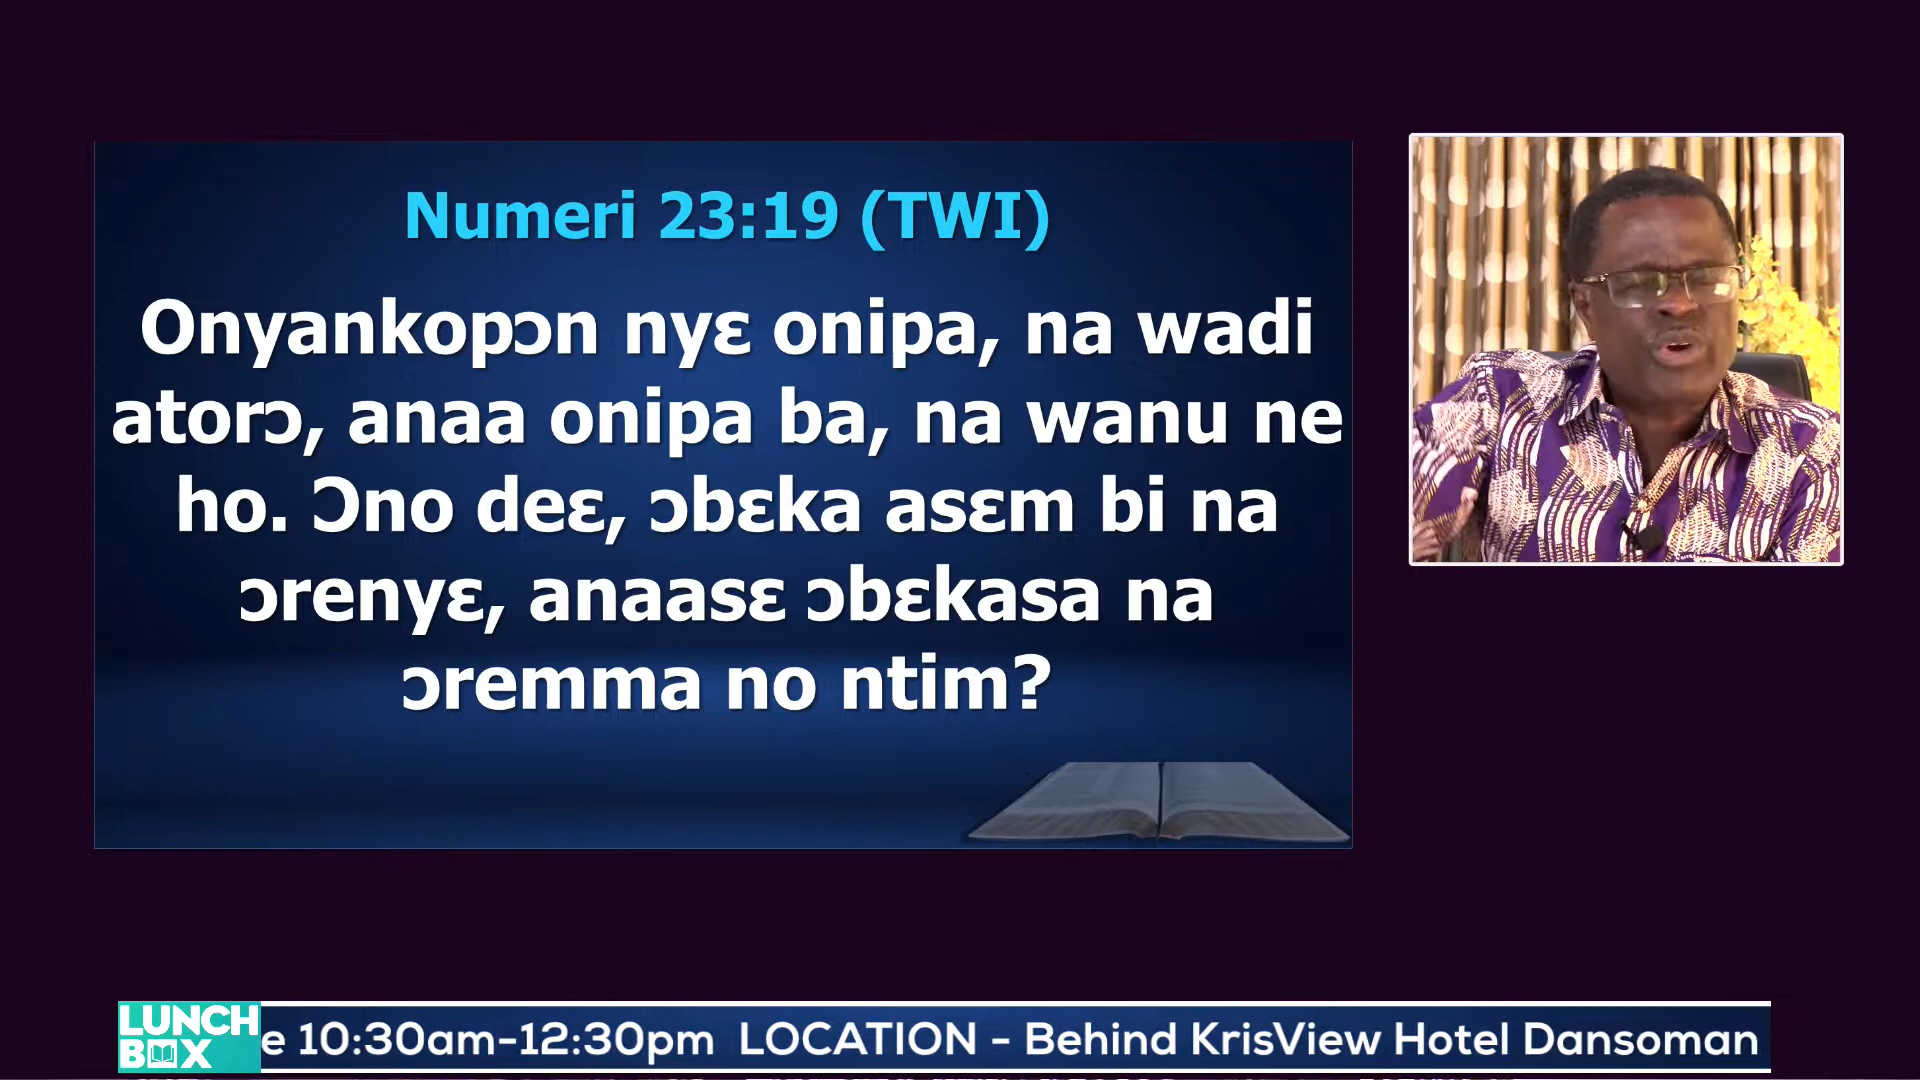 Numeri 23:19 (TWI)
Onyankopɔn nyɛ onipa, na wadi
atorɔ, anaa onipa ba, na wanu ne
ho. Ɔno deɛ, ɔbɛka asɛm bi na
ɔrenyɛ, anaasɛ ɔbɛkasa na
ɔremma no ntim?
LUNCH
BOX
e 10:30am-12:30pm LOCATION - Behind KrisView Hotel Dansoman